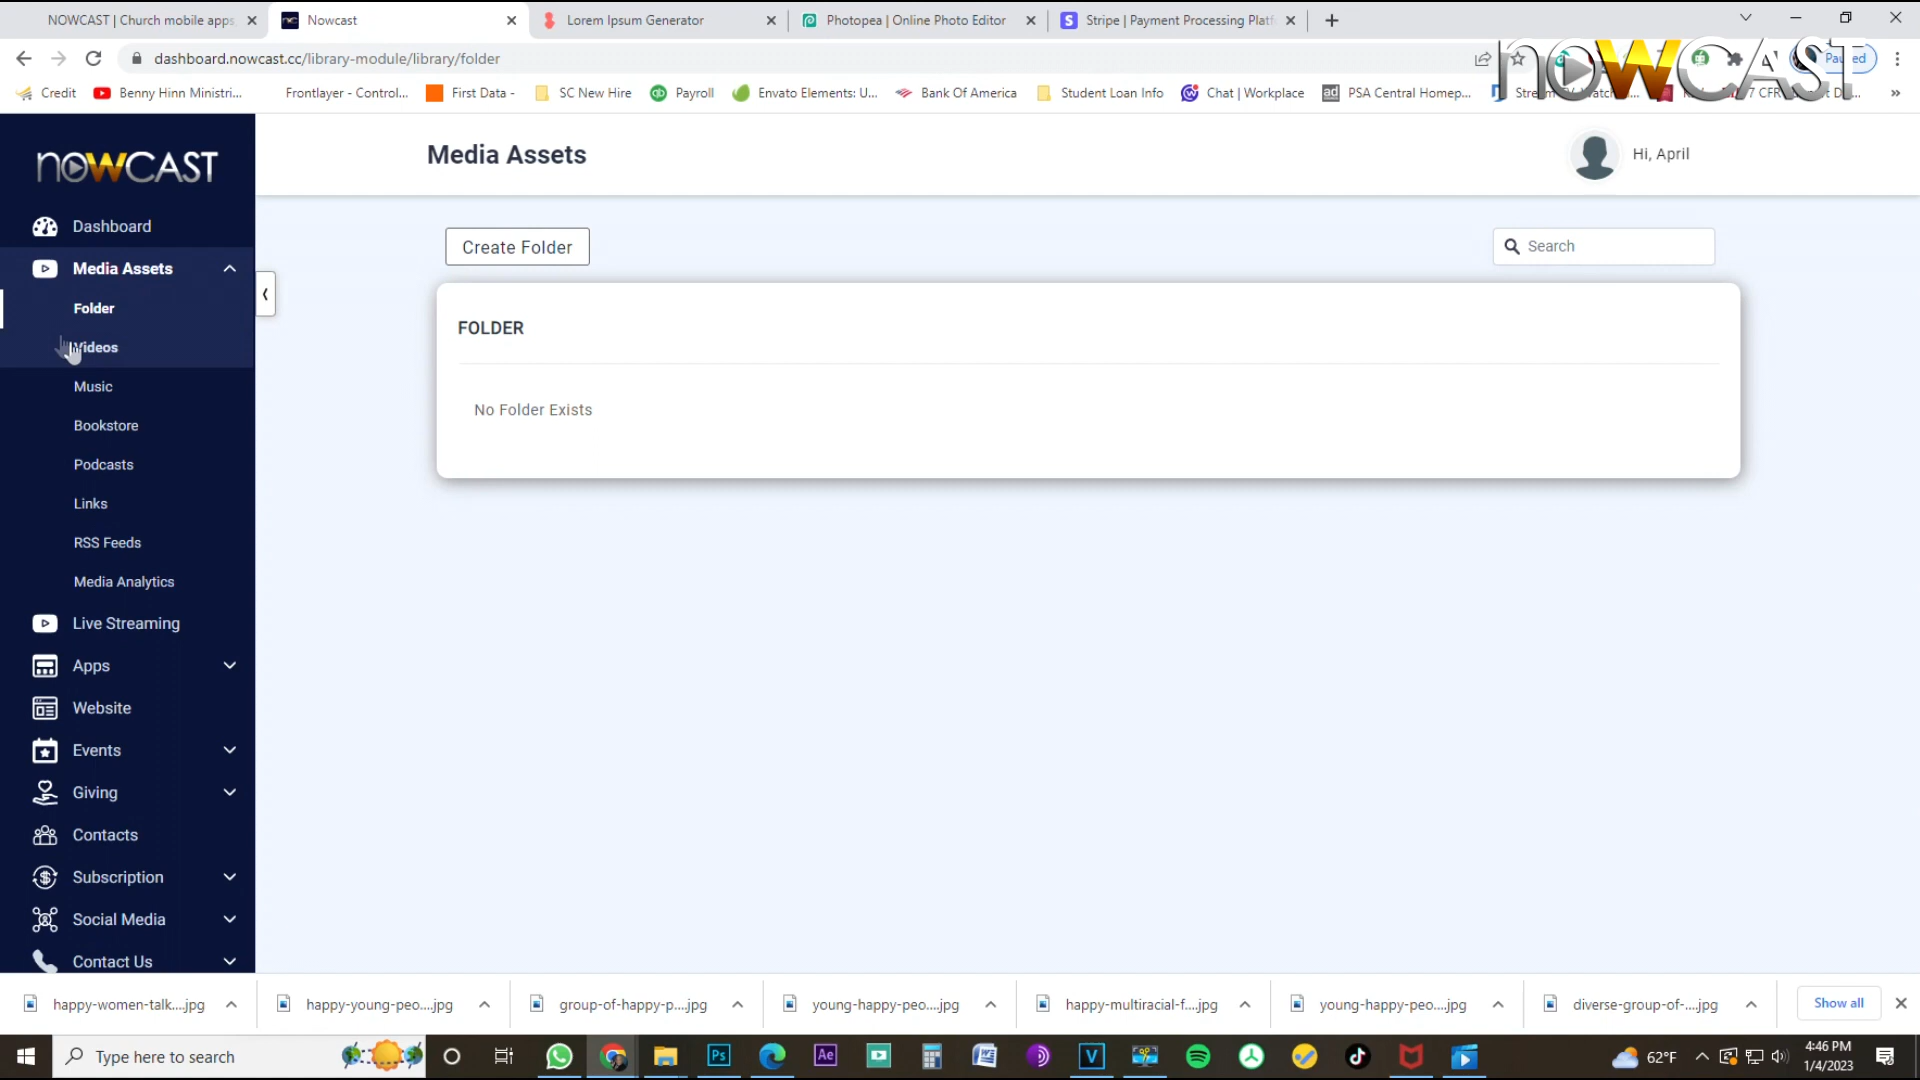 NOWCAST | Church mobile apps,
Nowcast
Lorem Ipsum Generator
Photopea | Online Photo Editor
Stripe | Payment Processing Platf
dashboard.nowcast.cc/library-module/library/folder
nowCAST
Credit
Benny Hinn Ministri...
Frontlayer - Control...
First Data -
SC New Hire
Payroll
Envato Elements: U...
Bank Of America
Student Loan Info
Chat | Workplace
PSA Central Homep...
»
nowCAST
Media Assets
Hi, April
Dashboard
Media Assets
Folder
Videos
Music
Bookstore
Podcasts
Links
RSS Feeds
Media Analytics
Live Streaming
Apps
Website
Events
Giving
Contacts
Subscription
Social Media
Contact Us
Create Folder
Search
FOLDER
No Folder Exists
happy-women-talk....jpg
happy-young-peo....jpg
group-of-happy-p....jpg
young-happy-peo....jpg
happy-multiracial-f....jpg
young-happy-peo....jpg
diverse-group-of-....jpg
Show all
Type here to search
Ps
Ae
V
62°F
4:46 PM
1/4/2023